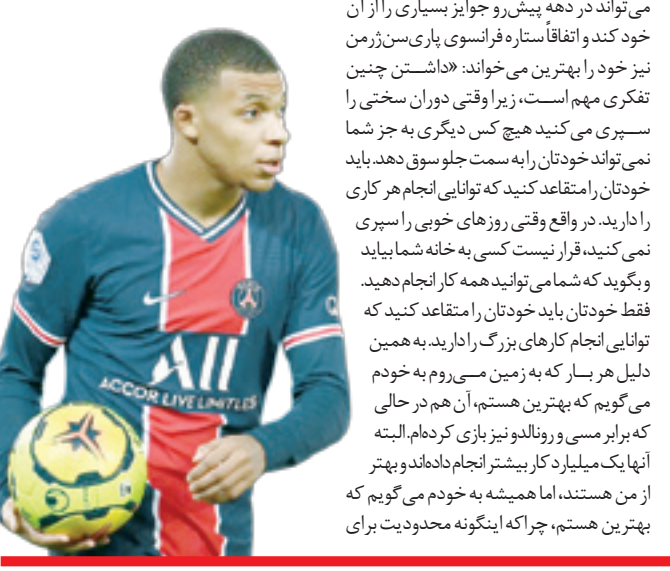 می‌تواند در دهه پیش‌رو جوایز بسیاری را از آن
خود کند و اتفاقاً ستاره فرانسوی پاری‌سن‌ژرمن
نیز خود را بهترین می‌خواند: «داشــتن چنین
تفکری مهم اســت، زیرا وقتی دوران سختی را
ســپری می‌کنید هیچ کس دیگری به جز شما
نمی‌تواند خودتان را به سمت جلو سوق دهد. باید
خودتان را متقاعد کنید که توانایی انجام هر کاری
را دارید. در واقع وقتی روزهای خوبی را سپری
نمی‌کنید، قرار نیست کسی به خانه شما بیاید
و بگوید که شما می‌توانید همه کار انجام دهید.
فقط خودتان باید خودتان را متقاعد کنید که
توانایی انجام کارهای بزرگ را دارید. به همین
دلیل هر بــار که به زمین مــی‌روم به خودم
می‌گویم که بهترین هستم، آن هم در حالی
که برابر مسی و رونالدو نیز بازی کرده‌ام. البته
آنها یک میلیارد کار بیشتر انجام داده‌اند و بهتر
از من هستند، اما همیشه به خودم می‌گویم که
بهترین هستم، چراکه اینگونه محدودیت برای
ALL
ACCOR LIVE LIMITLESS